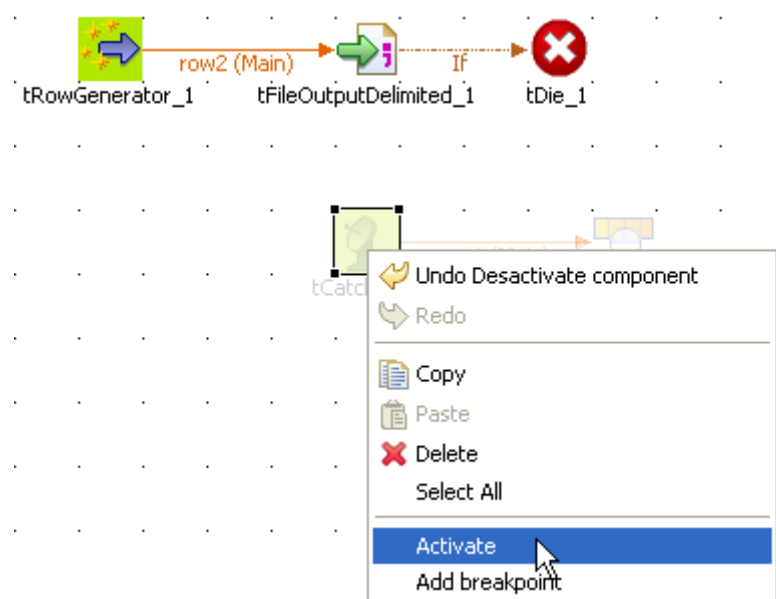 row2 (Main)
If
tRowGenerator_1
tFileOutputDelimited_1
tDie_1
Undo Desactivate component
Redo
Copy
Paste
Delete
Select All
Activate
Add breakpoint